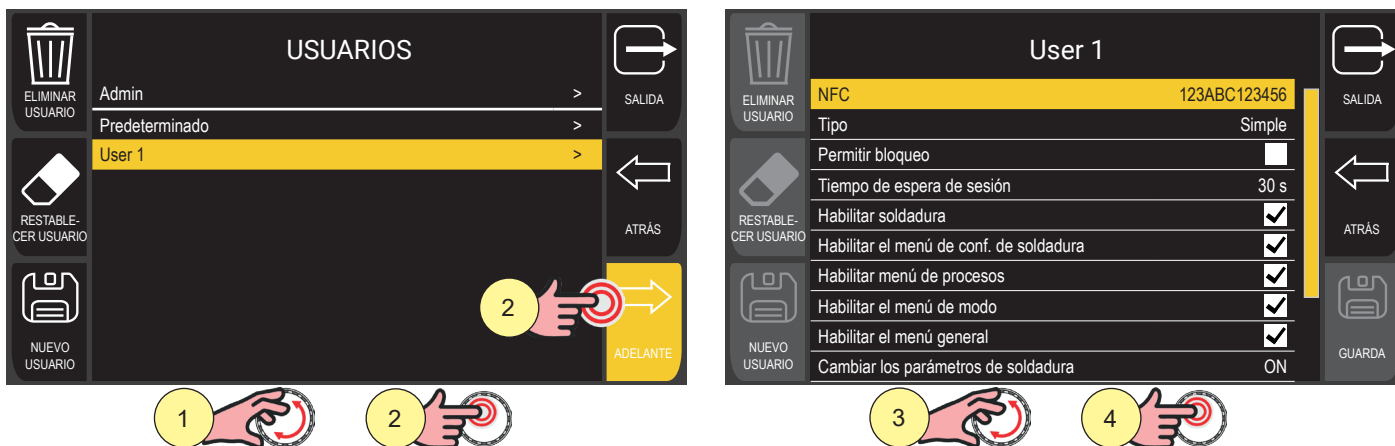 USUARIOS
ELIMINAR
USUARIO
Admin >
SALIDA
Predeterminado >
User 1 >
RESTABLE-
CER USUARIO
ATRÁS
2
NUEVO
USUARIO
ADELANTE
1
2
User 1
ELIMINAR
USUARIO
NFC 123ABC123456
SALIDA
Tipo Simple
Permitir bloqueo
Tiempo de espera de sesión 30 s
RESTABLE-
CER USUARIO
Habilitar soldadura
ATRÁS
Habilitar el menú de conf. de soldadura
Habilitar menú de procesos
Habilitar el menú de modo
Habilitar el menú general
NUEVO
USUARIO
GUARDA
Cambiar los parámetros de soldadura ON
3
4